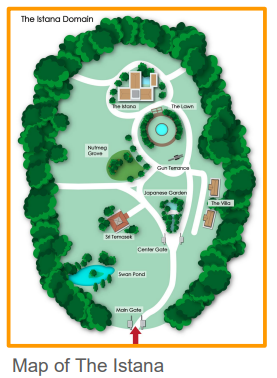 The Istana Domain
The Istana
The Lawn
Nutmeg
Grove
Gun Terrance
Japanese Garden
The Villa
Sri Temasek
Center Gate
Swan Pond
Main Gate
Map of The Istana